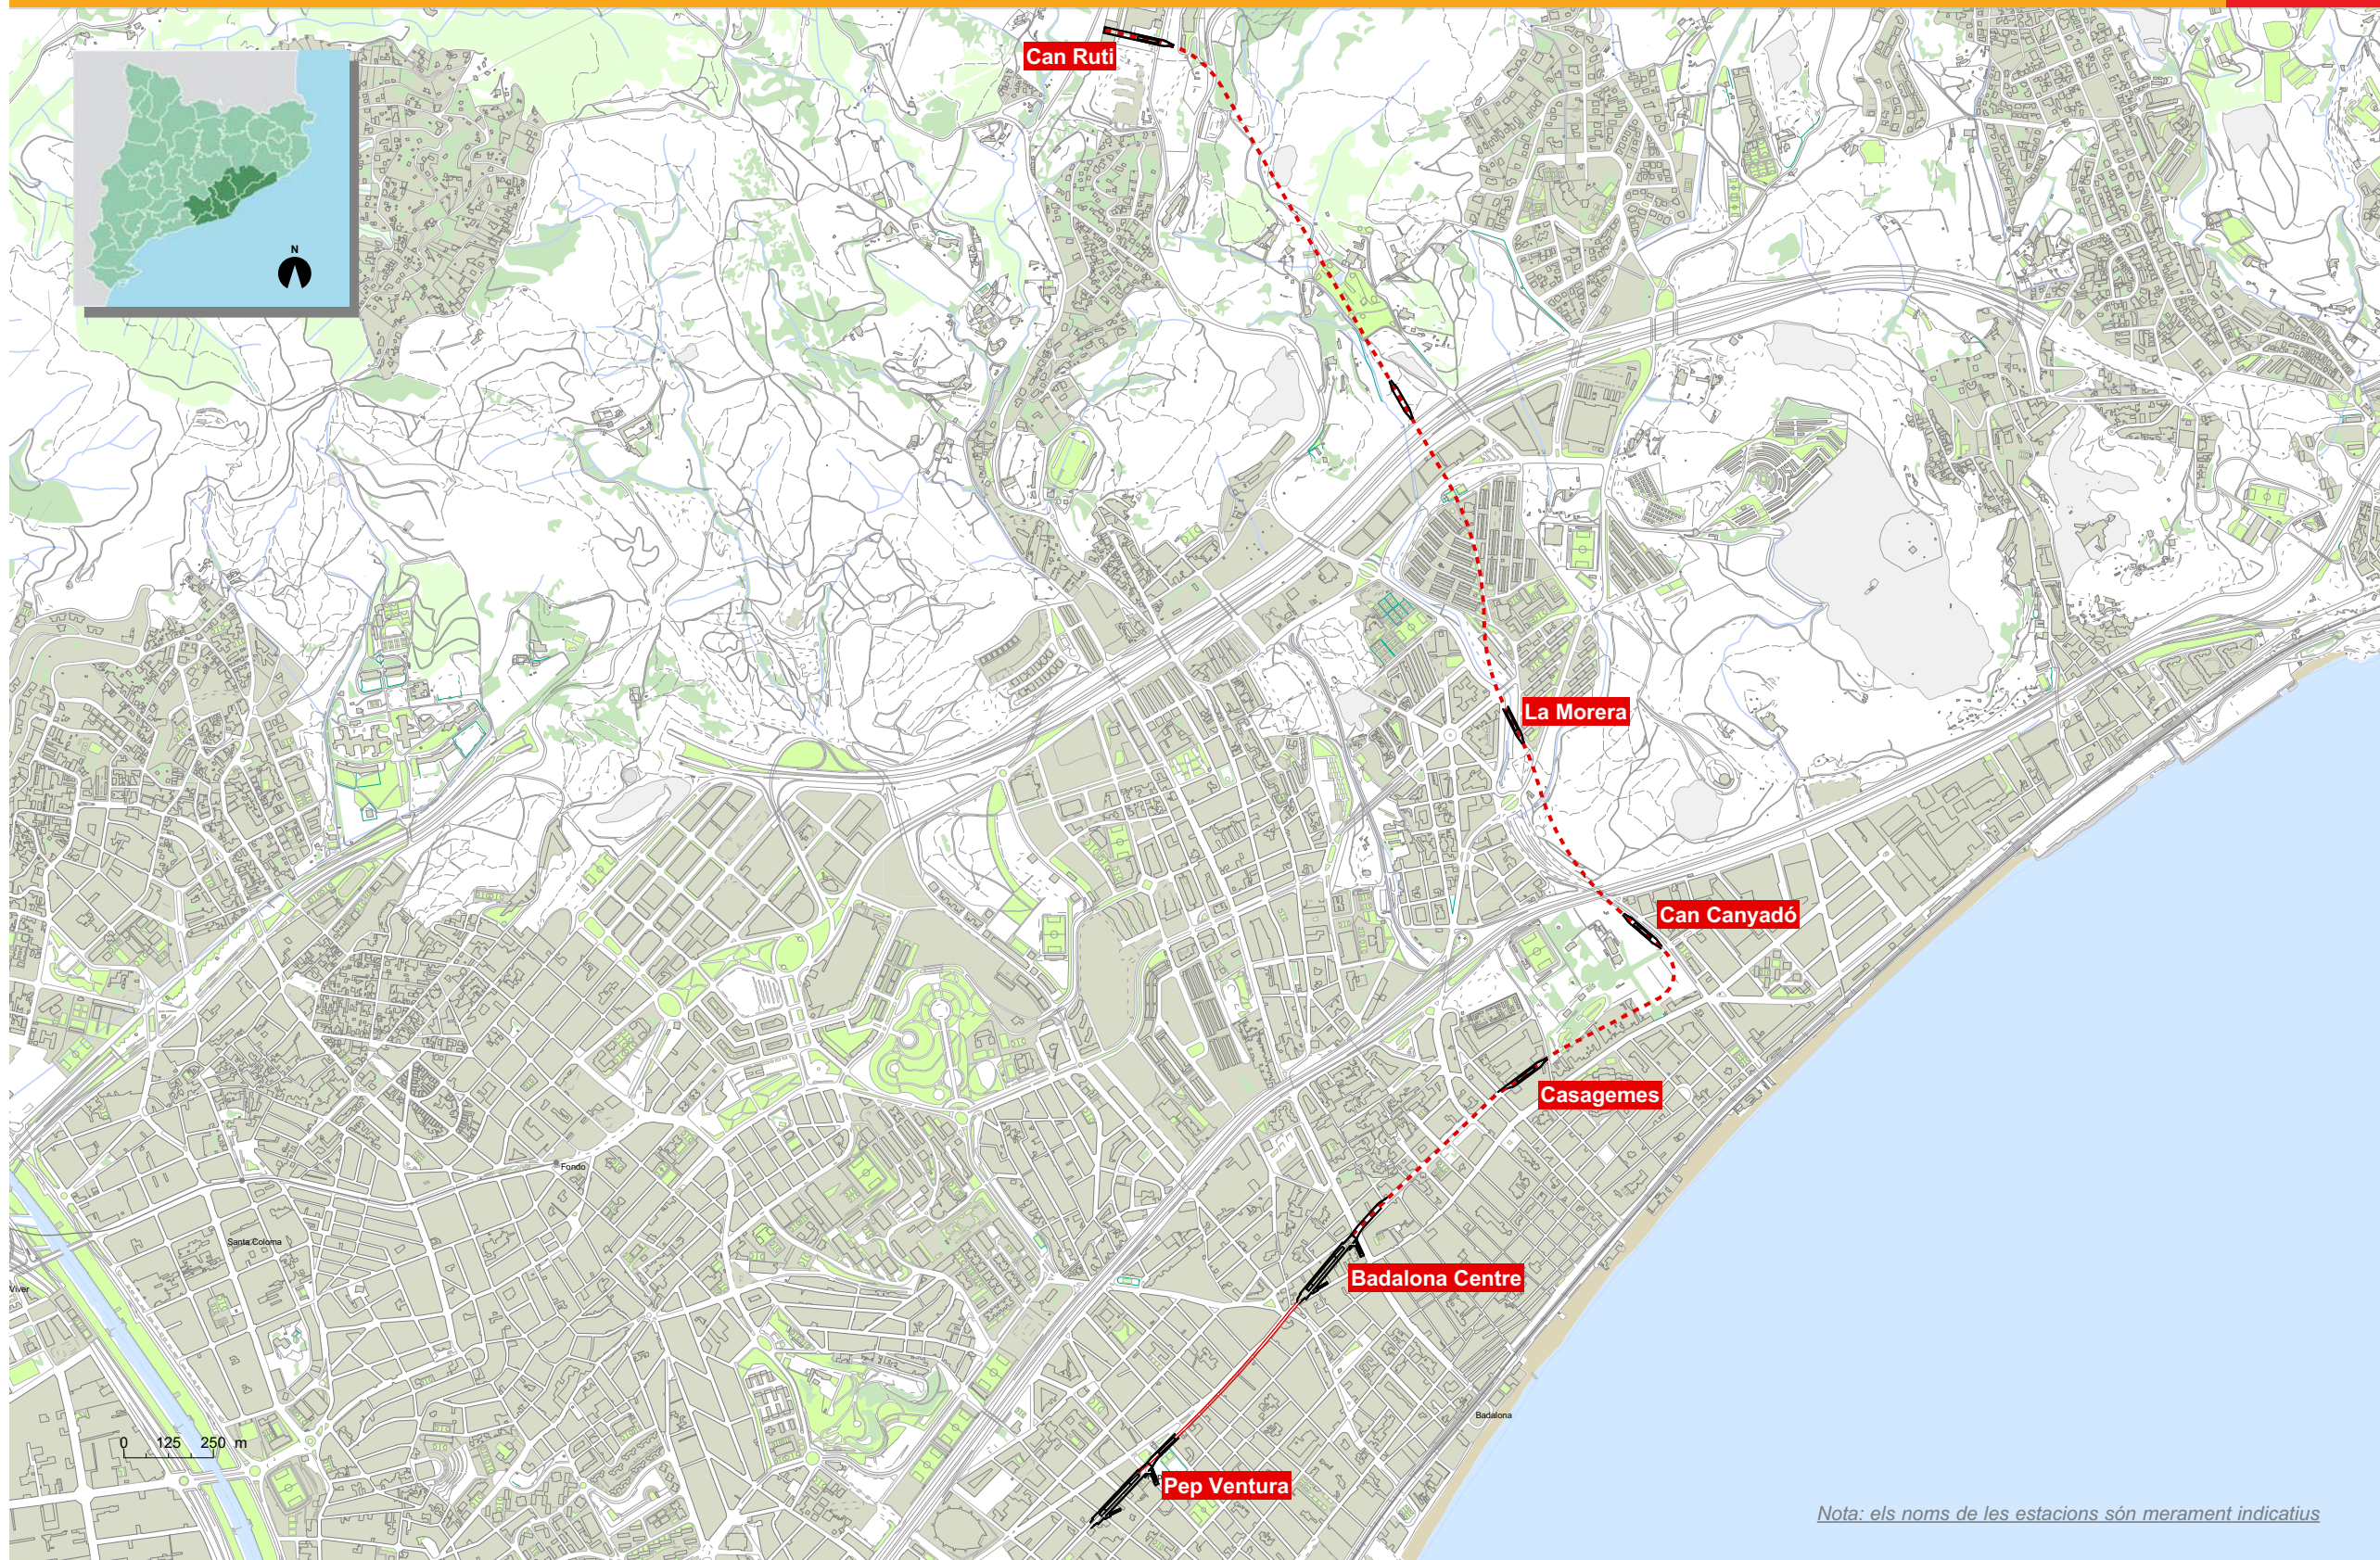 Can Ruti
N
La Morera
Can Canyadó
Casagemes
Fondo
Santa Coloma
Badalona Centre
Viver
Badalona
0 125 250 m
Pep Ventura
Nota: els noms de les estacions són merament indicatius